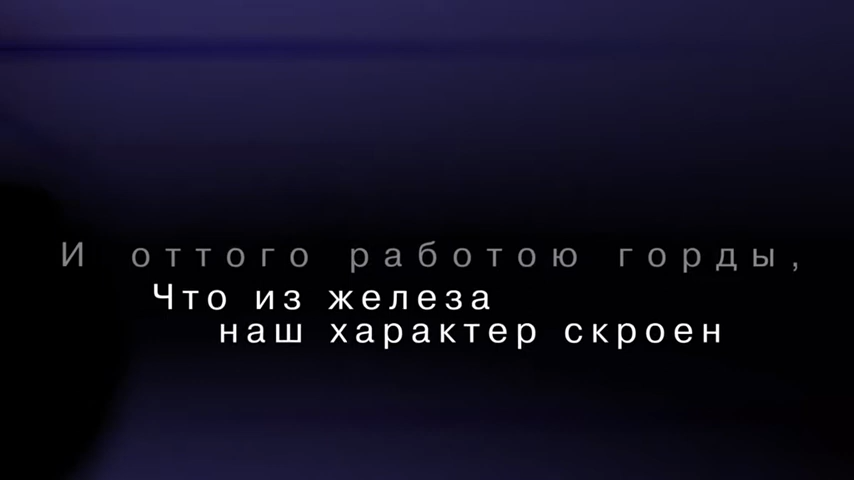 И оттого работою горды,
Что из железа
наш характер скроен